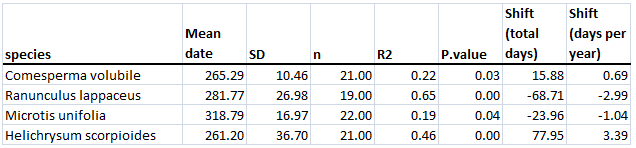 species Mean date SD n R2 P.value Shift (total days) Shift (days per year)
Comesperma volubile 265.29 10.46 21.00 0.22 0.03 15.88 0.69
Ranunculus lappaceus 281.77 26.98 19.00 0.65 0.00 -68.71 -2.99
Microtis unifolia 318.79 16.97 22.00 0.19 0.04 -23.96 -1.04
Helichrysum scorpioides 261.20 36.70 21.00 0.46 0.00 77.95 3.39